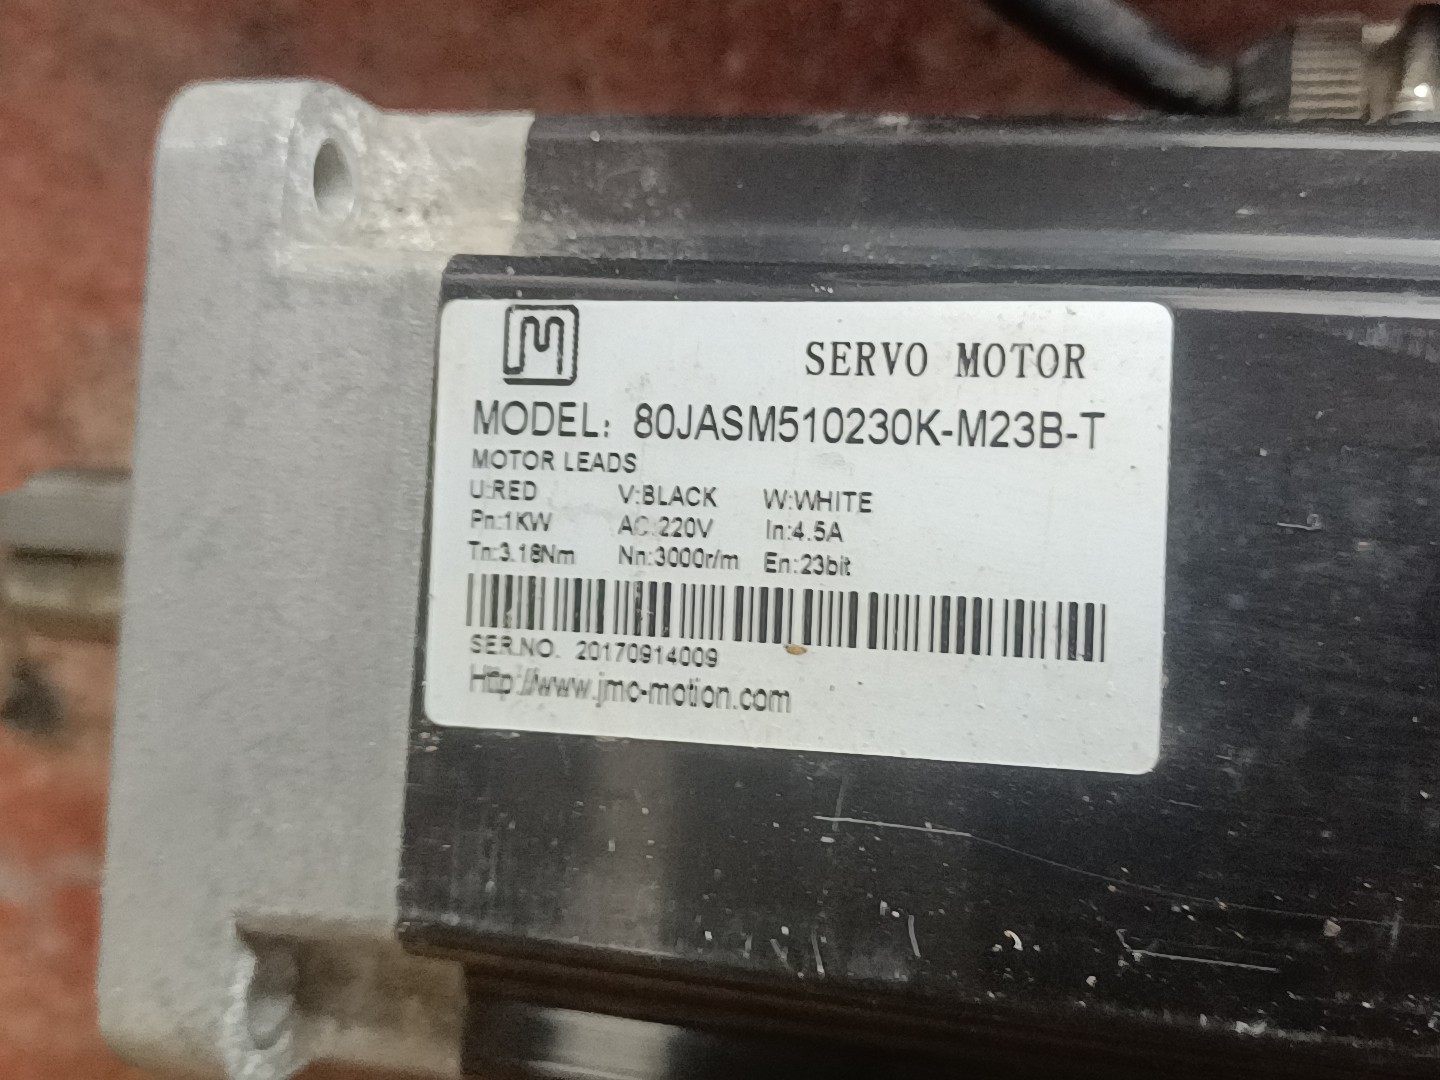 SERVO MOTOR
MODEL: 80JASM510230K-M23B-T
MOTOR LEADS
U:RED V:BLACK W:WHITE
Pn:1KW AC:220V In:4.5A
Tn:3.18Nm Nn:3000r/m En:23bit
SER.NO. 20170914009
Http://www.jmc-motion.com